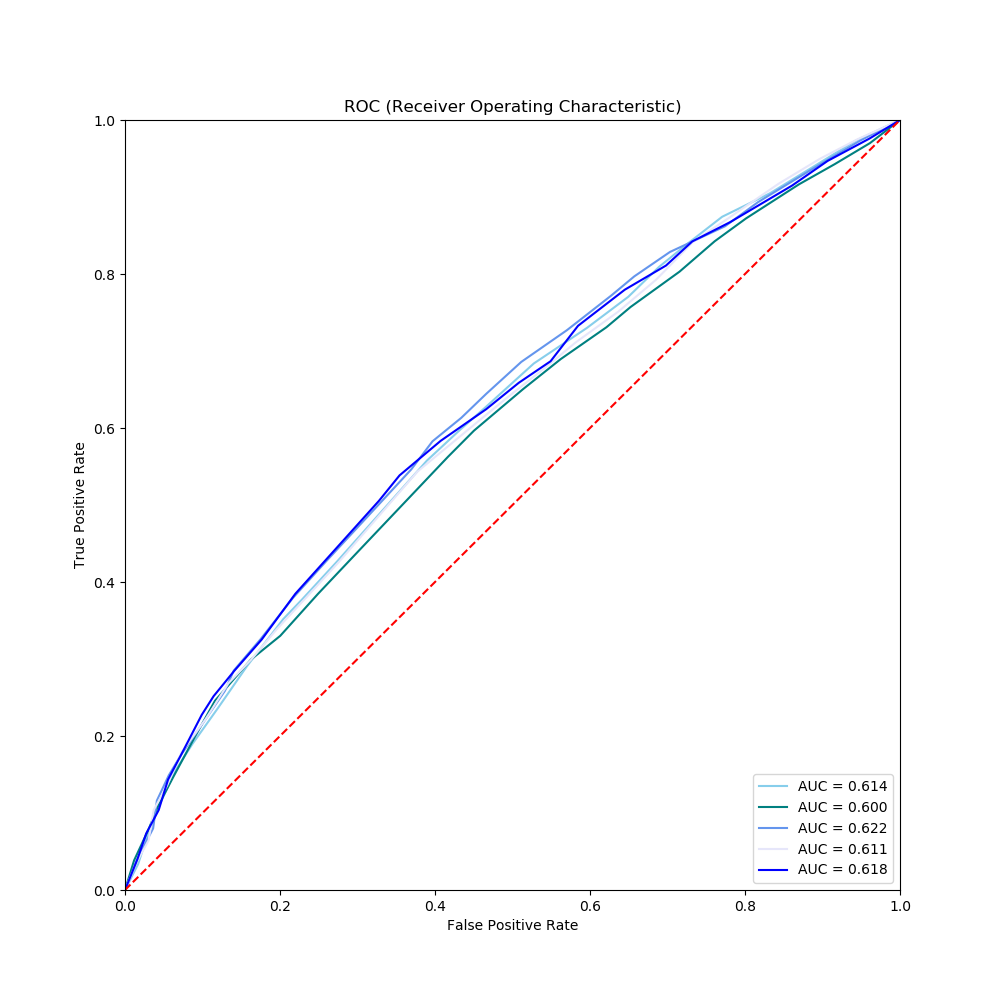 ROC (Receiver Operating Characteristic)
True Positive Rate
1.0
0.8
0.6
0.4
0.2
0.0
0.0 0.2 0.4 0.6 0.8 1.0
False Positive Rate
AUC = 0.614
AUC = 0.600
AUC = 0.622
AUC = 0.611
AUC = 0.618